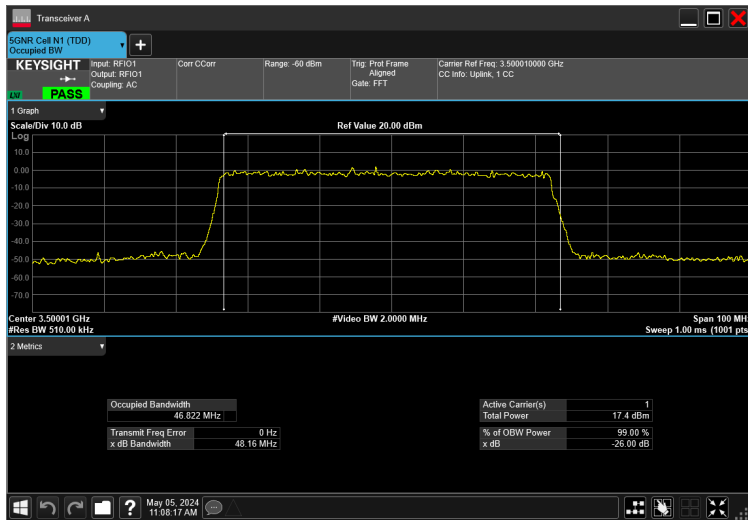 Transceiver A
5GNR Cell N1 (TDD)
Occupied BW
KEYSIGHT
LXI
PASS
Input: RFIO1
Output: RFIO1
Coupling: AC
Corr CCorr
Range: -60 dBm
Trig: Prot Frame
Aligned
Gate: FFT
Carrier Ref Freq: 3.500010000 GHz
CC Info: Uplink, 1 CC
1 Graph
Scale/Div 10.0 dB
Ref Value 20.00 dBm
Log
10.0
0.00
-10.0
-20.0
-30.0
-40.0
-50.0
-60.0
-70.0
Center 3.50001 GHz
#Video BW 2.0000 MHz
Span 100 MH
#Res BW 510.00 kHz
Sweep 1.00 ms (1001 pts
2 Metrics
Occupied Bandwidth
46.822 MHz
Transmit Freq Error 0 Hz
x dB Bandwidth 48.16 MHz
Active Carrier(s) 1
Total Power 17.4 dBm
% of OBW Power 99.00 %
x dB -26.00 dB
May 05, 2024
11:08:17 AM